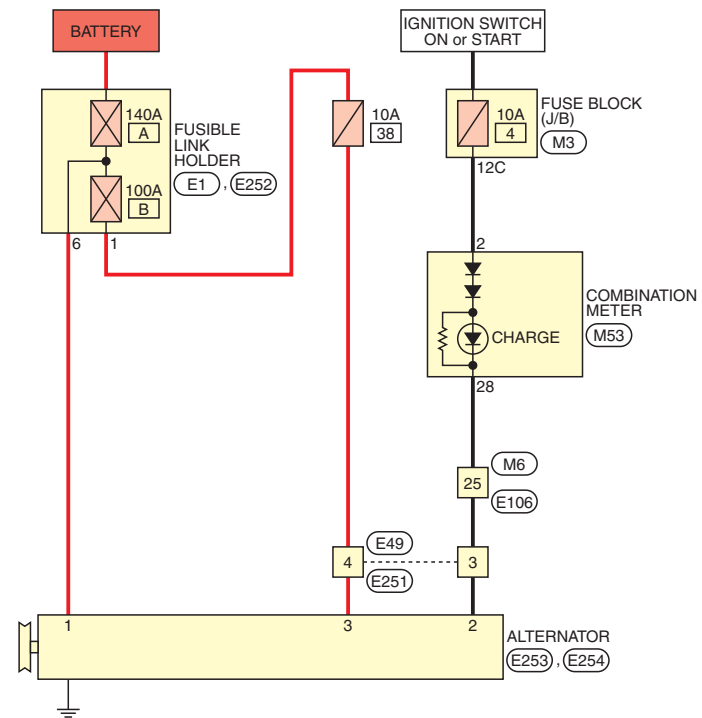 BATTERY
IGNITION SWITCH
ON or START
140A
A
100A
B
FUSIBLE
LINK
HOLDER
E1 , E252
6
1
10A
38
10A
4
FUSE BLOCK
(J/B)
M3
12C
2
CHARGE
COMBINATION
METER
M53
28
M6
25
E106
E49
4
3
E251
1
3
2
ALTERNATOR
E253 , E254